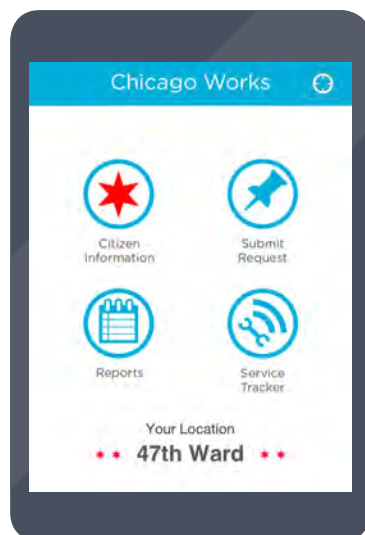 Chicago Works
Citizen
Information
Submit
Request
Reports
Service
Tracker
Your Location
47th Ward